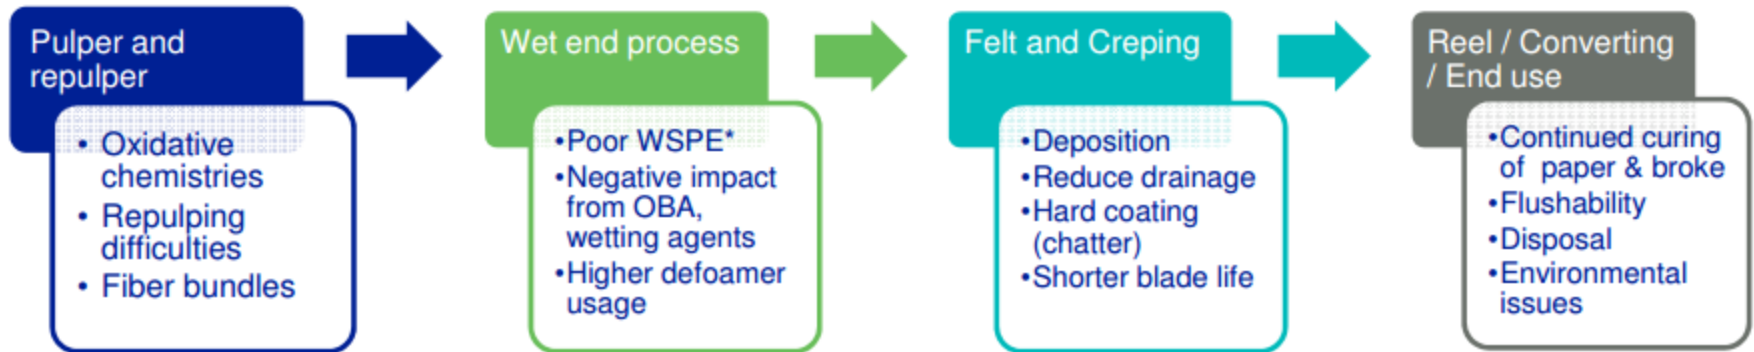 Pulper and
repulper
• Oxidative
chemistries
• Repulping
difficulties
• Fiber bundles
Wet end process
•Poor WSPE*
•Negative impact
from OBA,
wetting agents
•Higher defoamer
usage
Felt and Creping
•Deposition
•Reduce drainage
•Hard coating
(chatter)
•Shorter blade life
Reel / Converting
/ End use
•Continued curing
of paper & broke
•Flushability
•Disposal
•Environmental
issues